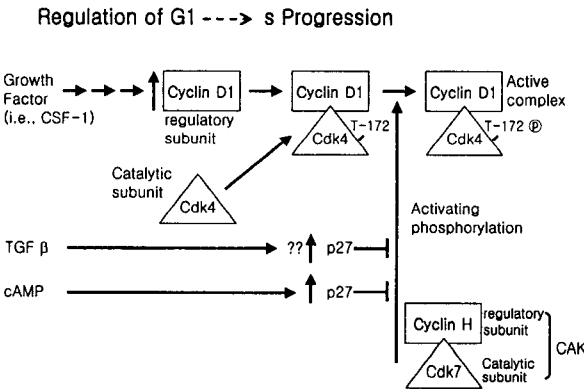 Regulation of G1 ---> s Progression
Growth
Factor
(i.e., CSF-1)
Cyclin D1
regulatory
subunit
Cyclin D1
T-172
Cdk4
Cyclin D1
Active
complex
T-172 Ⓟ
Cdk4
Catalytic
subunit
Cdk4
Activating
phosphorylation
TGF β
?? p27
cAMP
p27
Cyclin H
regulatory
subunit
Cdk7
Catalytic
subunit
CAK